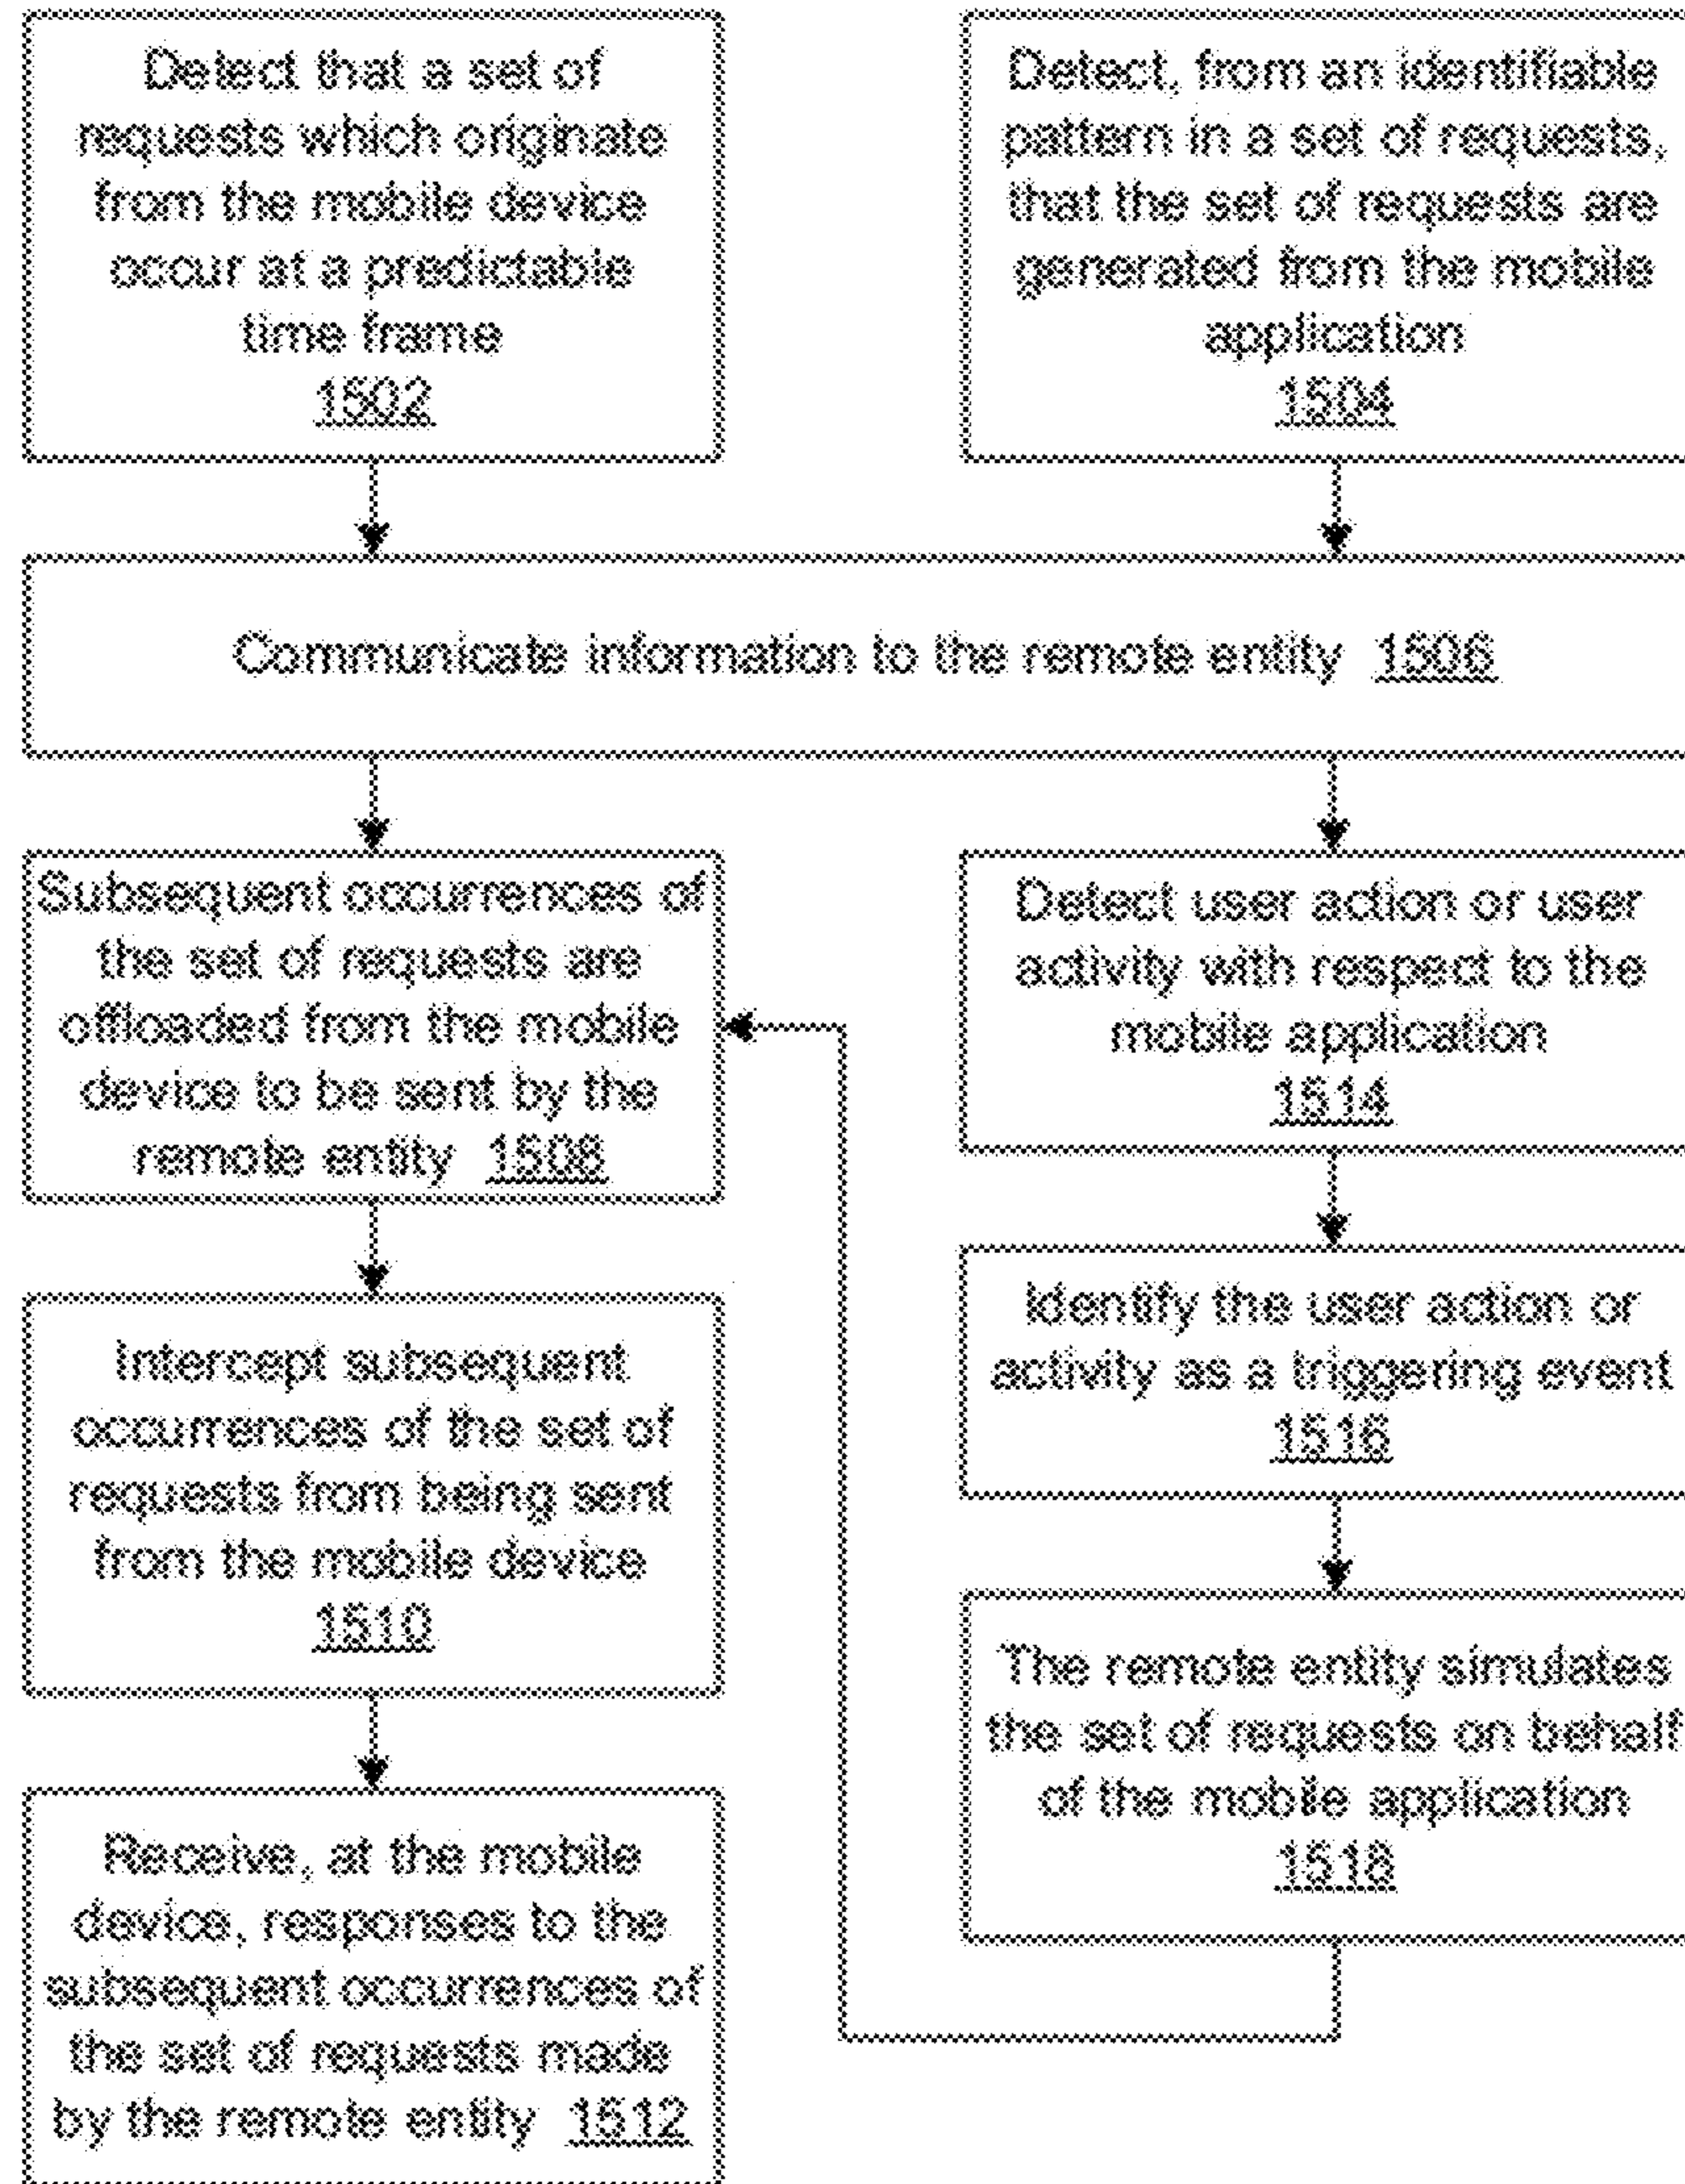 Detect that a set of
requests which originate
from the mobile device
occur at a predictable
time frame
1502
Detect, from an identifiable
pattern in a set of requests,
that the set of requests are
generated from the mobile
application
1504
Communicate information to the remote entity 1506
Subsequent occurrences of
the set of requests are
offloaded from the mobile
device to be sent by the
remote entity 1508
Intercept subsequent
occurrences of the set of
requests from being sent
from the mobile device
1510
Receive, at the mobile
device, responses to the
subsequent occurrences of
the set of requests made
by the remote entity 1512
Detect user action or user
activity with respect to the
mobile application
1514
Identify the user action or
activity as a triggering event
1516
The remote entity simulates
the set of requests on behalf
of the mobile application
1518